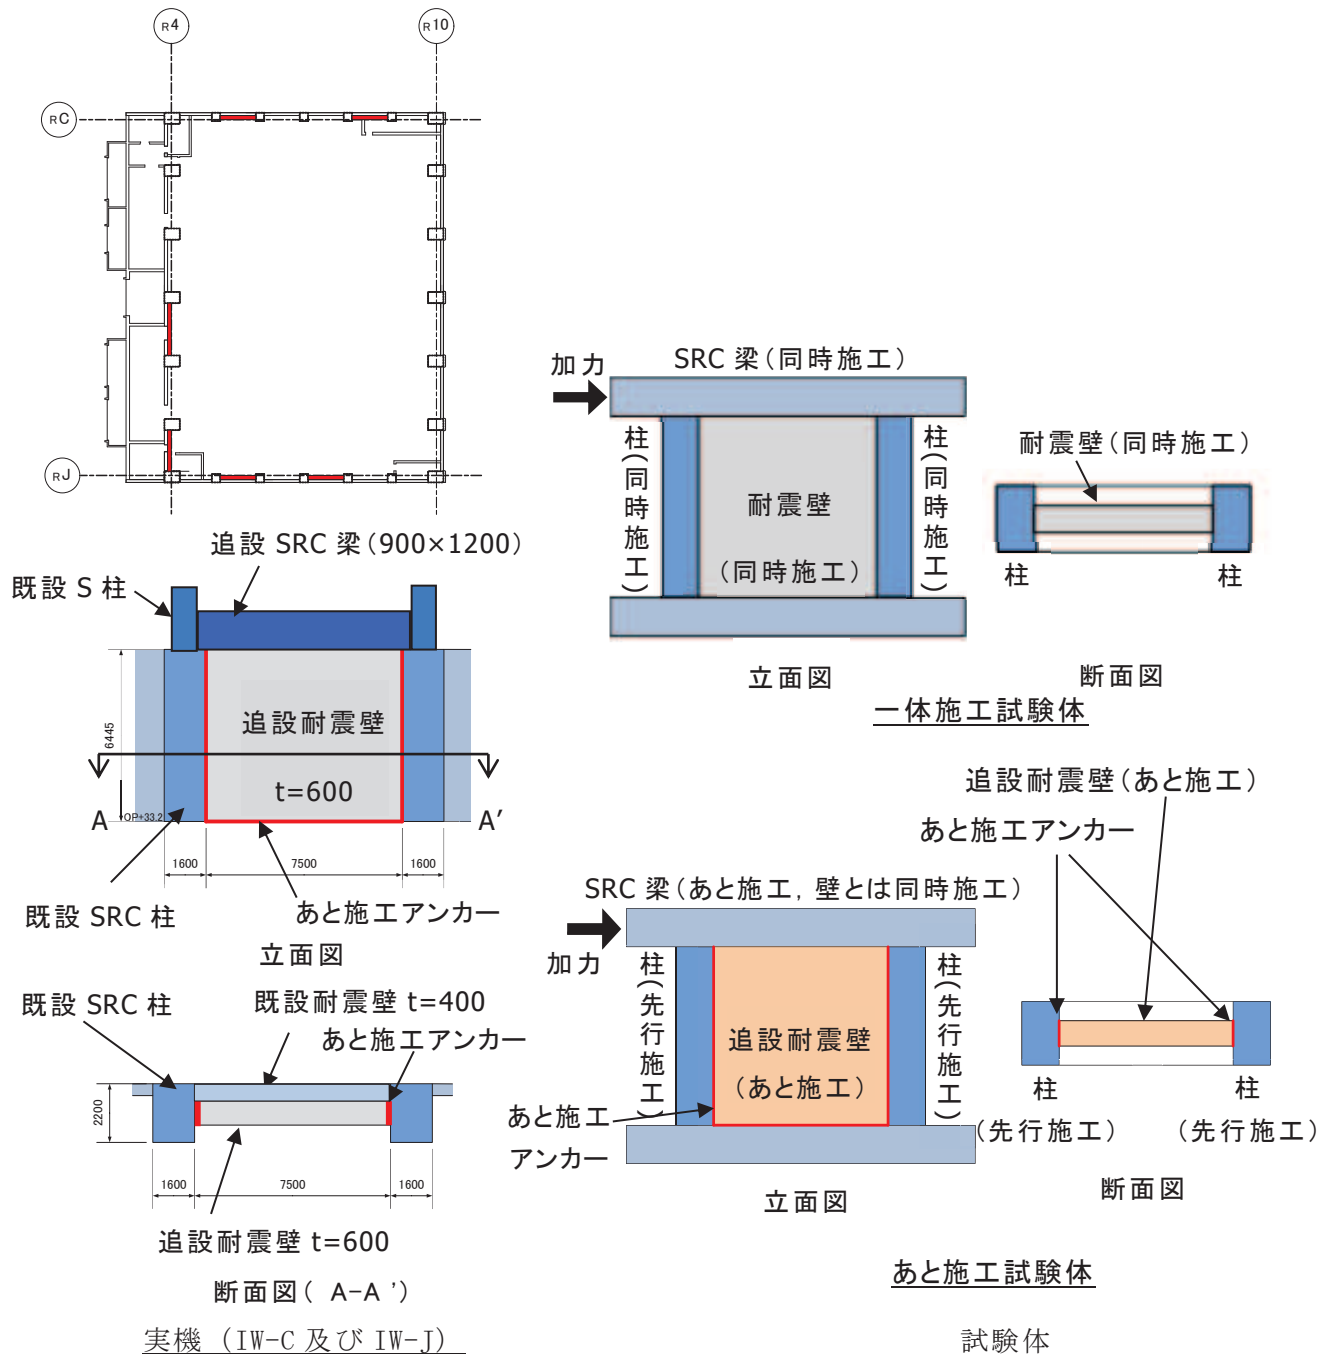 R4
R10
RC
RJ
追設 SRC 梁(900×1200)
既設 S 柱
追設耐震壁
t=600
6445
A
A′
OP+33.2
1600
7500
1600
既設 SRC 柱
あと施工アンカー
立面図
既設 SRC 柱
既設耐震壁 t=400
あと施工アンカー
2200
1600
7500
1600
追設耐震壁 t=600
断面図( A-A ')
実機 (IW-C 及び IW-J)
加力
SRC 梁(同時施工)
柱(同時施工)
耐震壁
(同時施工)
柱(同時施工)
耐震壁(同時施工)
柱
柱
立面図
断面図
一体施工試験体
追設耐震壁(あと施工)
あと施工アンカー
SRC 梁(あと施工, 壁とは同時施工)
加力
柱(先行施工)
追設耐震壁
(あと施工)
柱(先行施工)
あと施工
アンカー
柱
(先行施工)
柱
(先行施工)
立面図
断面図
あと施工試験体
試験体